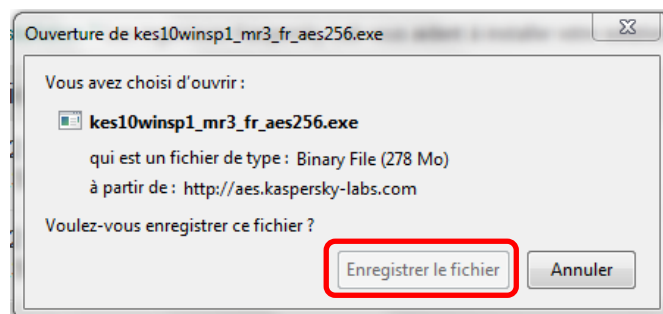 Ouverture de kes10winsp1_mr3_fr_aes256.exe
Vous avez choisi d'ouvrir :
kes10winsp1_mr3_fr_aes256.exe
qui est un fichier de type : Binary File (278 Mo)
à partir de : http://aes.kaspersky-labs.com
Voulez-vous enregistrer ce fichier ?
Enregistrer le fichier Annuler